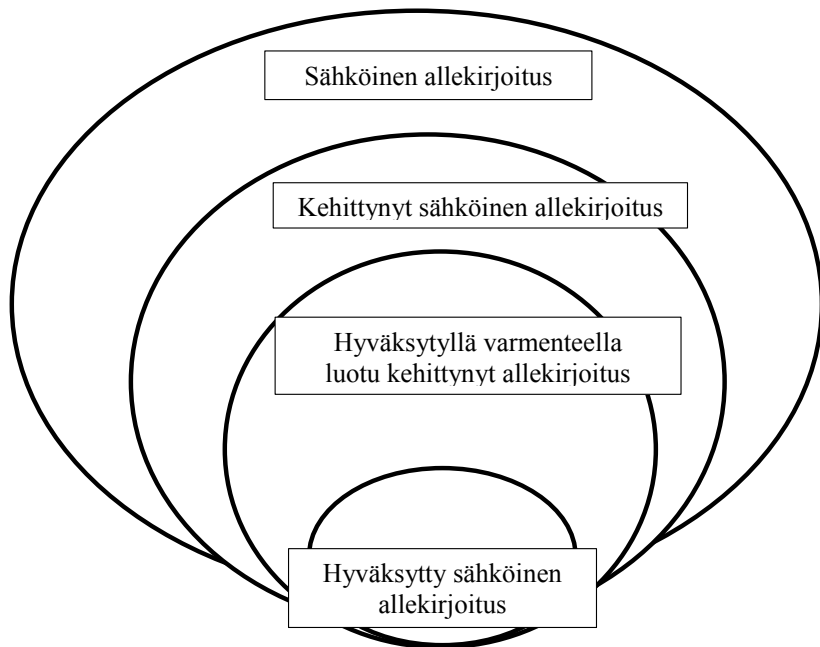 Sähköinen allekirjoitus
Kehittynyt sähköinen allekirjoitus
Hyväksytyllä varmenteella
luotu kehittynyt allekirjoitus
Hyväksytty sähköinen
allekirjoitus